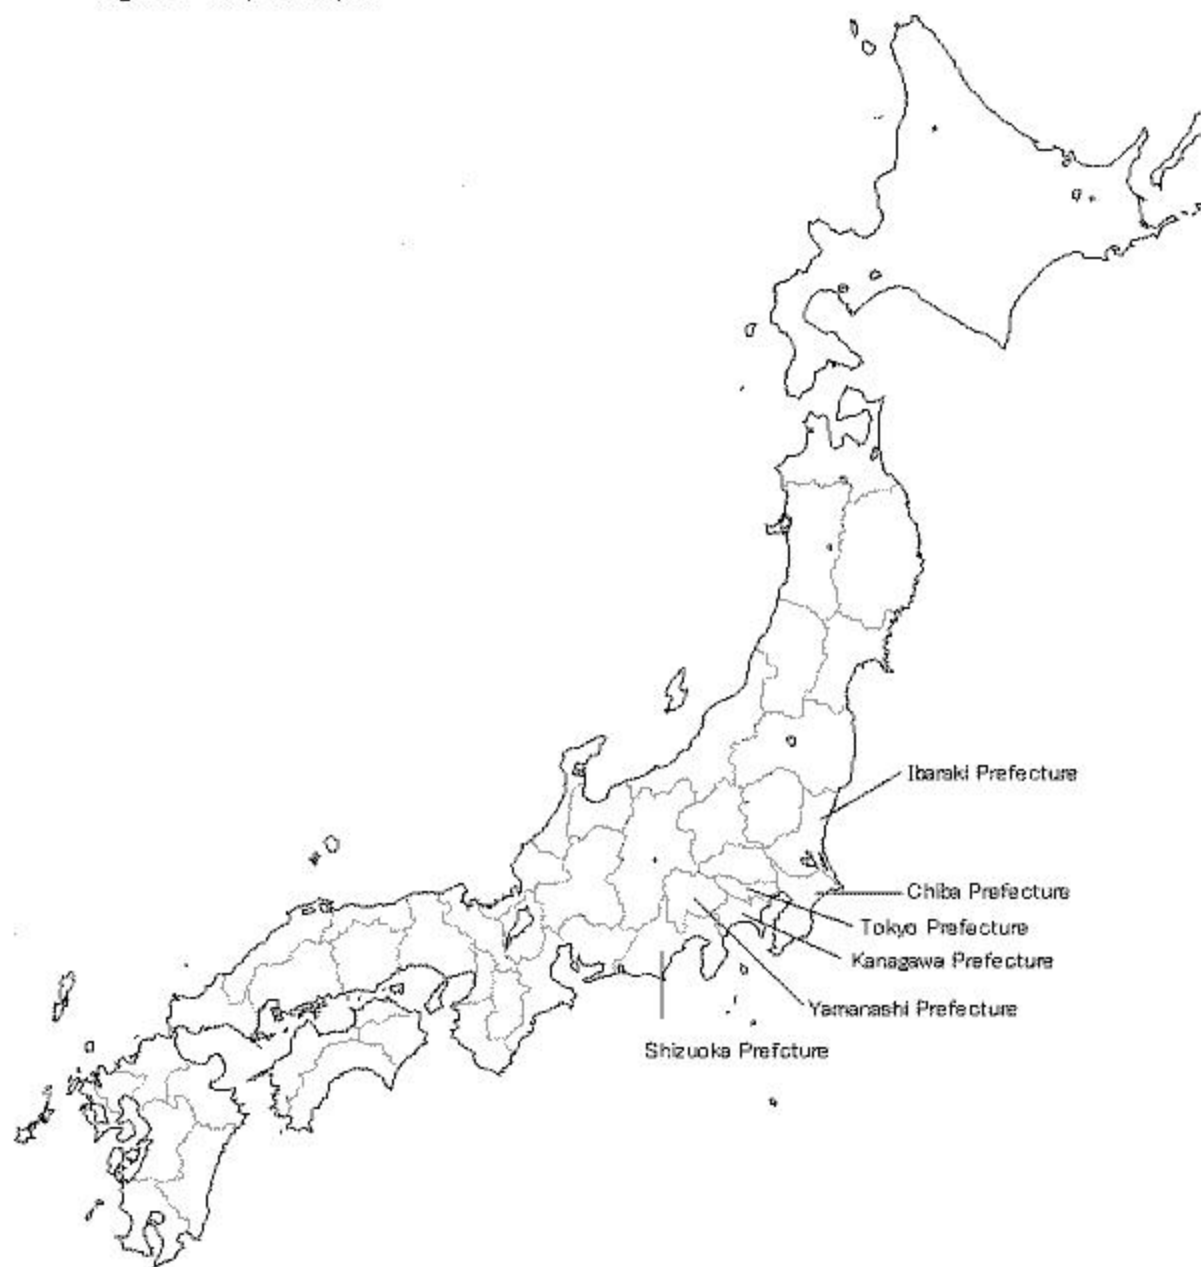 Ibaraki Prefecture
Chiba Prefecture
Tokyo Prefecture
Kanagawa Prefecture
Yamanashi Prefecture
Shizuoka Prefcture